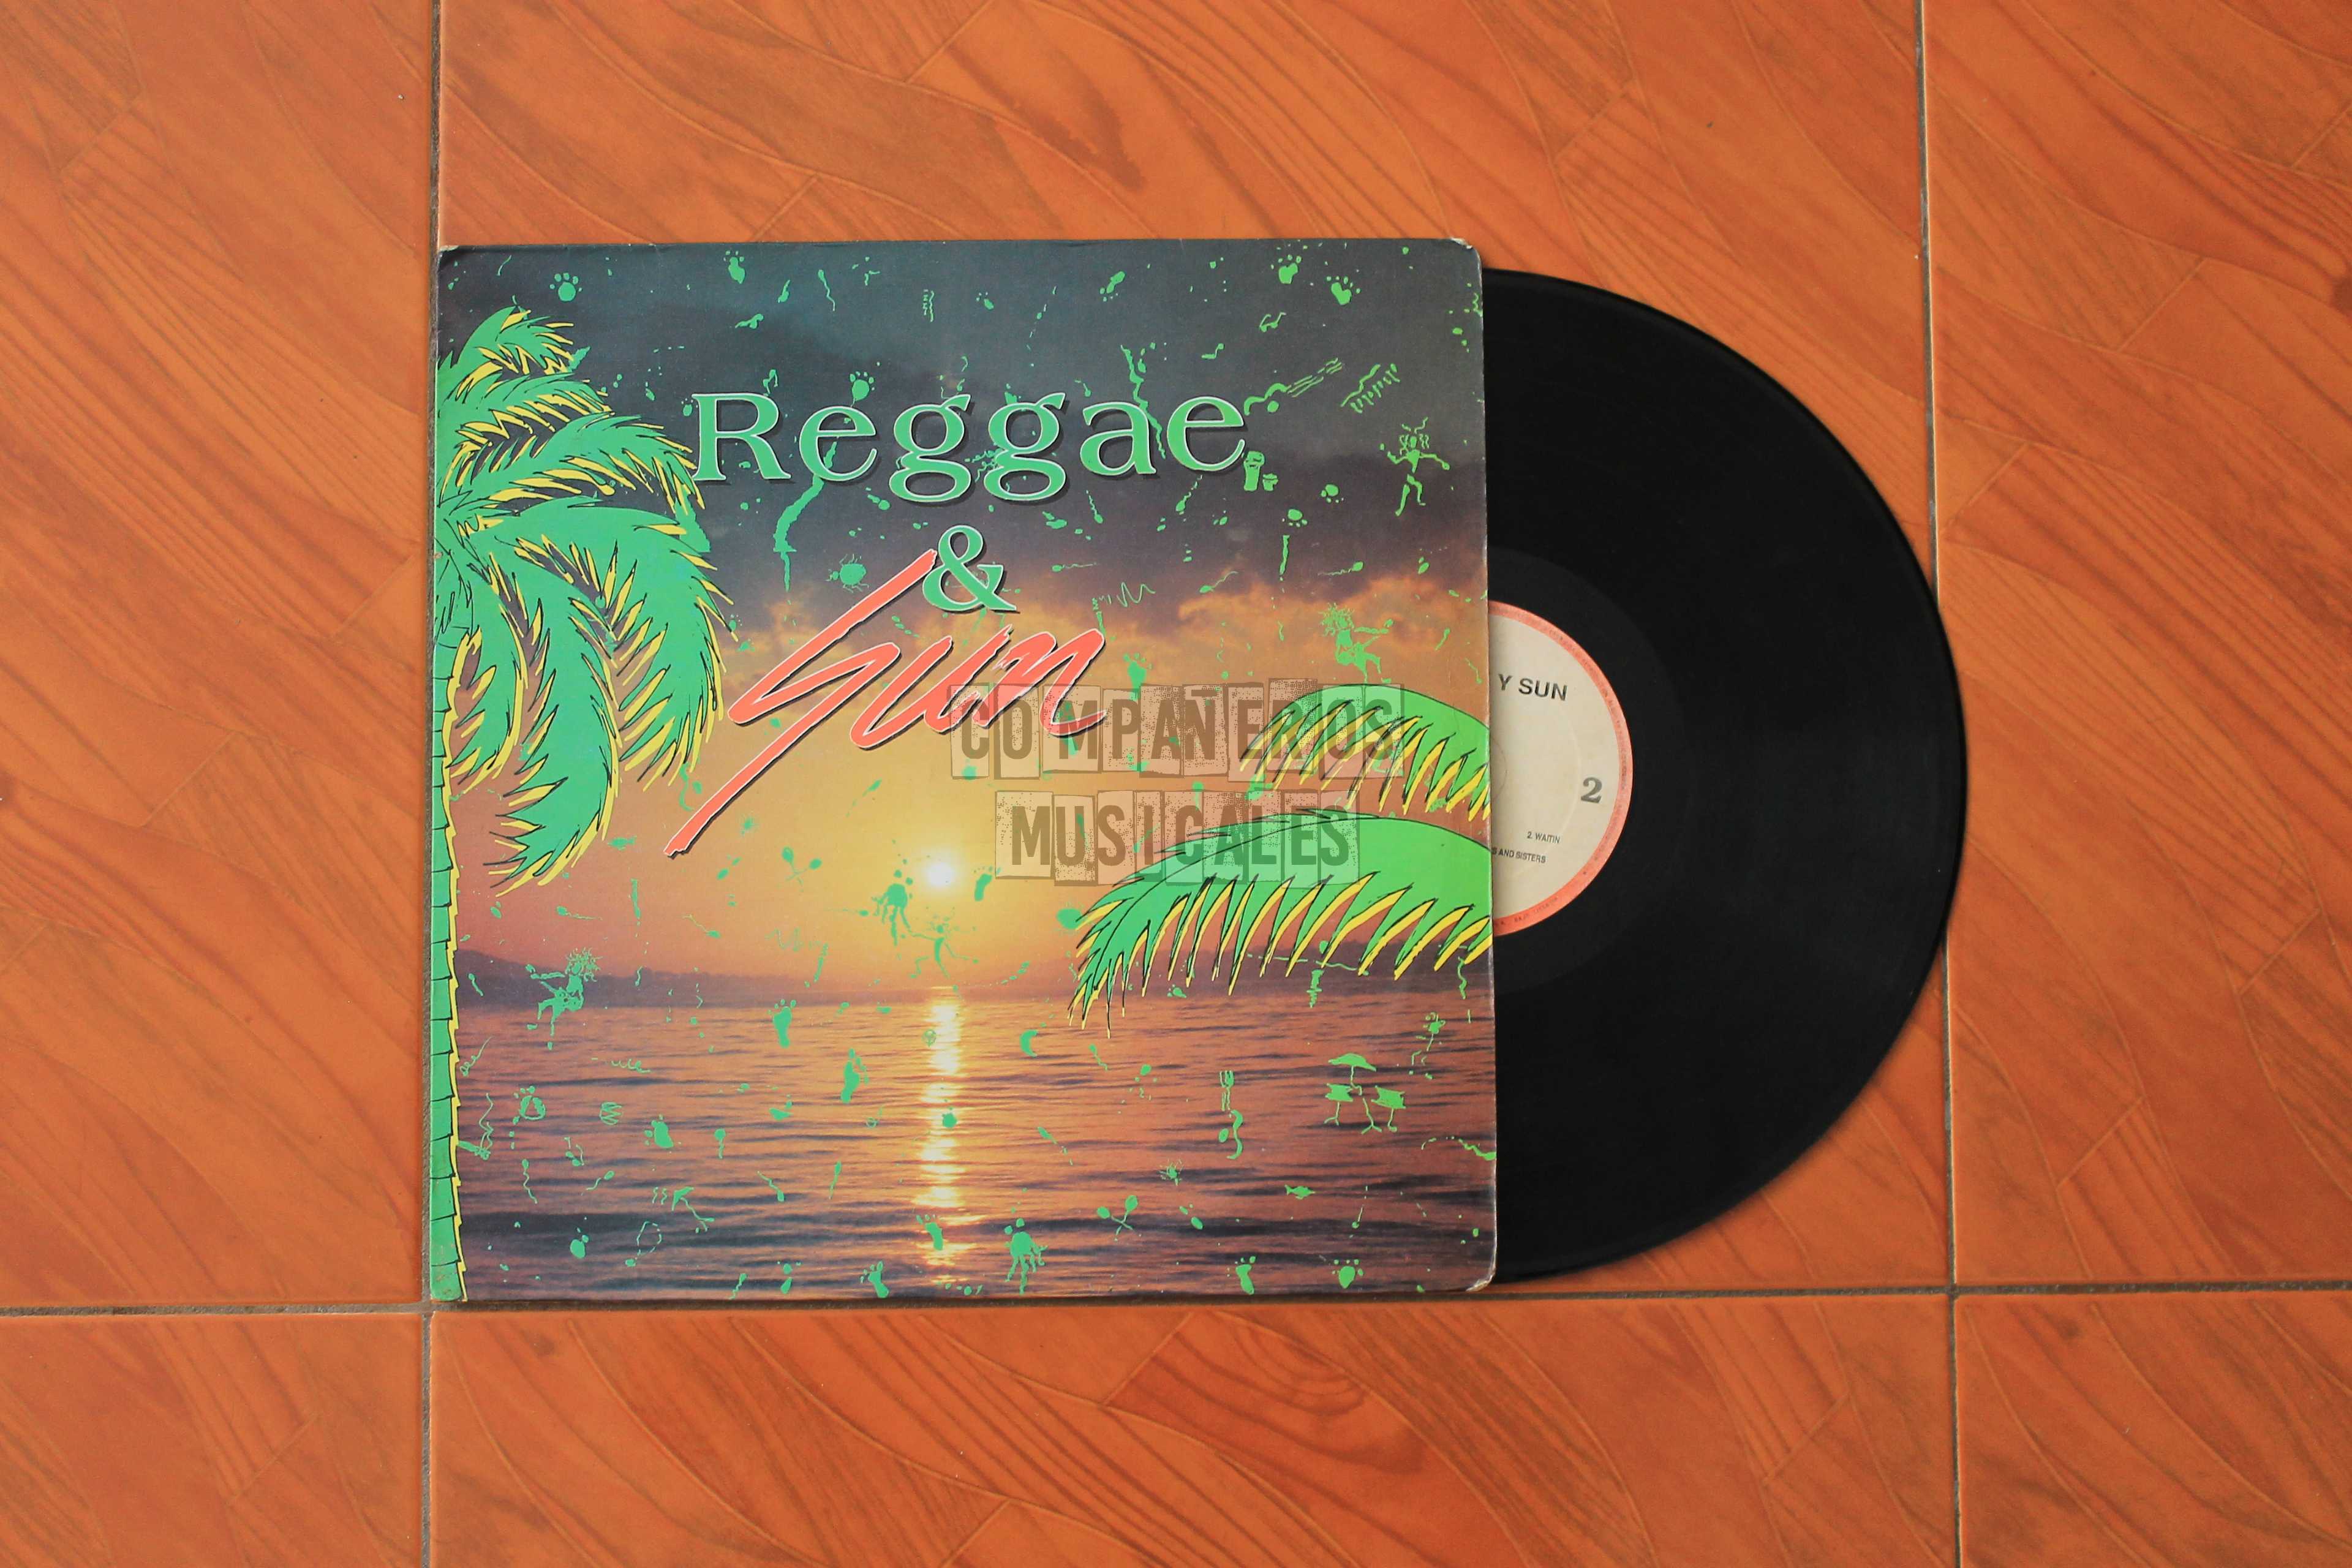 Reggae
&
Sun
COMPAÑEROS
MUSICALES
Y SUN
2
2. WAITIN
S AND SISTERS